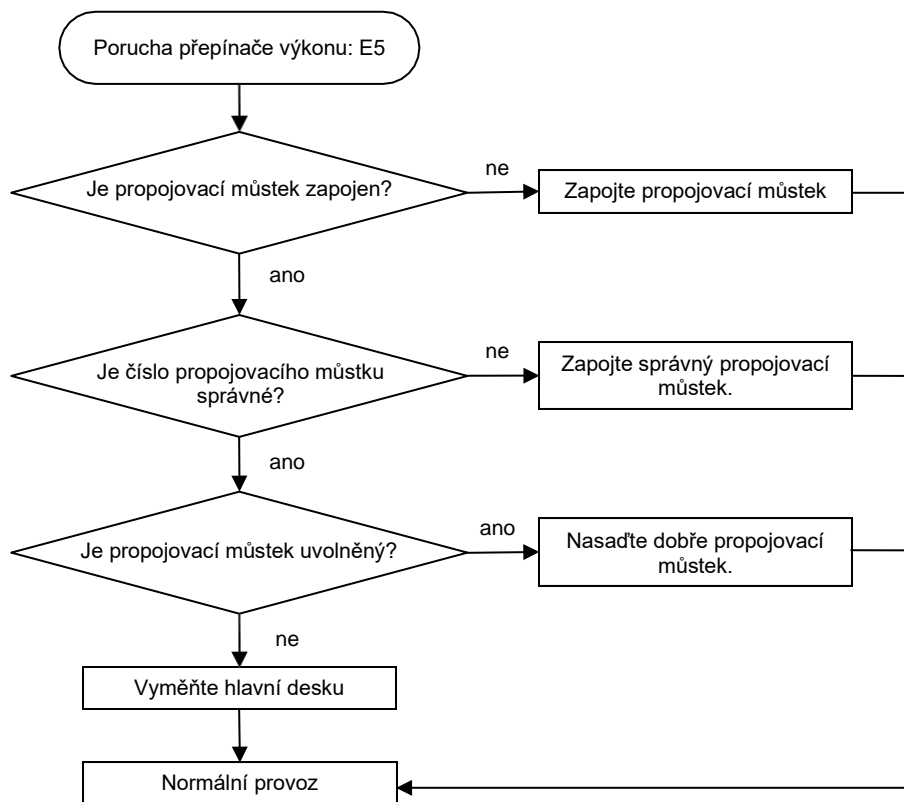 Porucha přepínače výkonu: E5
Je propojovací můstek zapojen?
ne
Zapojte propojovací můstek
ano
Je číslo propojovacího můstku
správné?
ne
Zapojte správný propojovací
můstek.
ano
Je propojovací můstek uvolněný?
ano
Nasaďte dobře propojovací
můstek.
ne
Vyměňte hlavní desku
Normální provoz